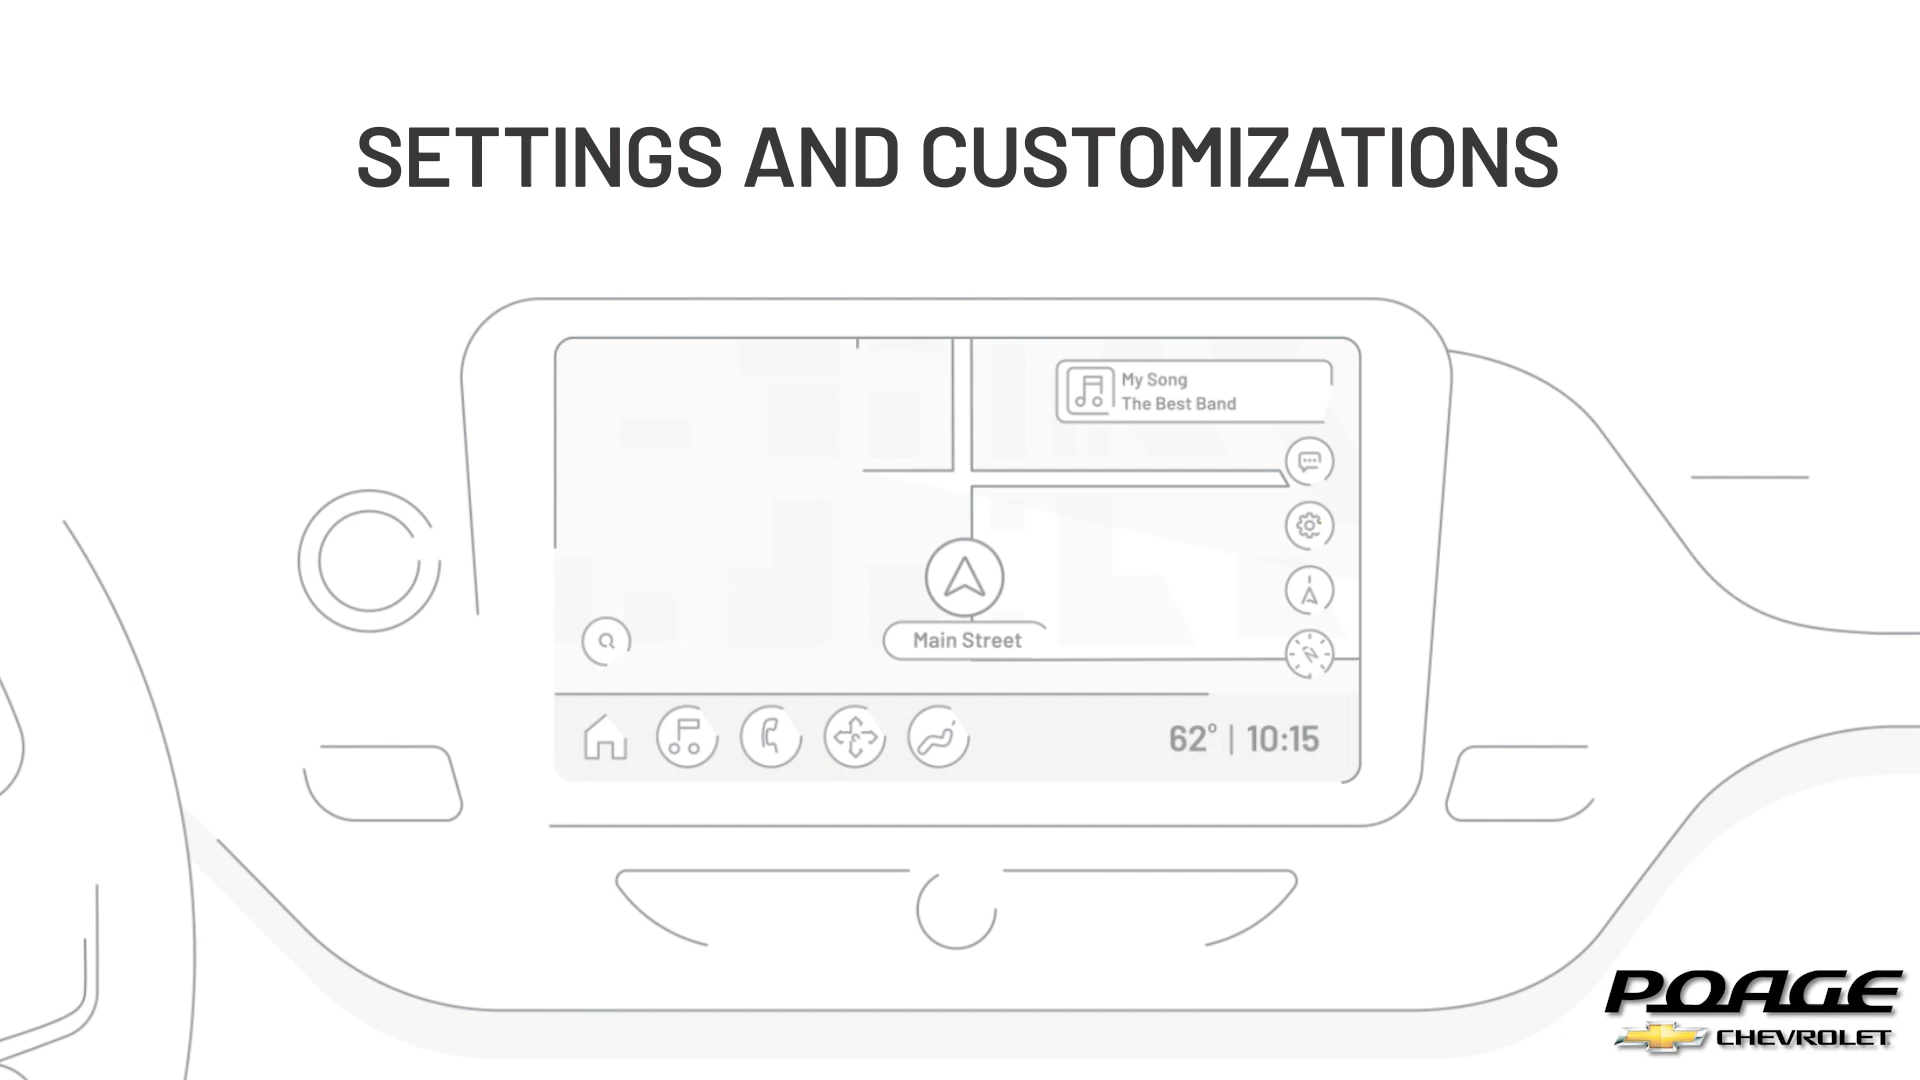 SETTINGS AND CUSTOMIZATIONS
My Song
The Best Band
Main Street
62° | 10:15
POAGE
CHEVROLET